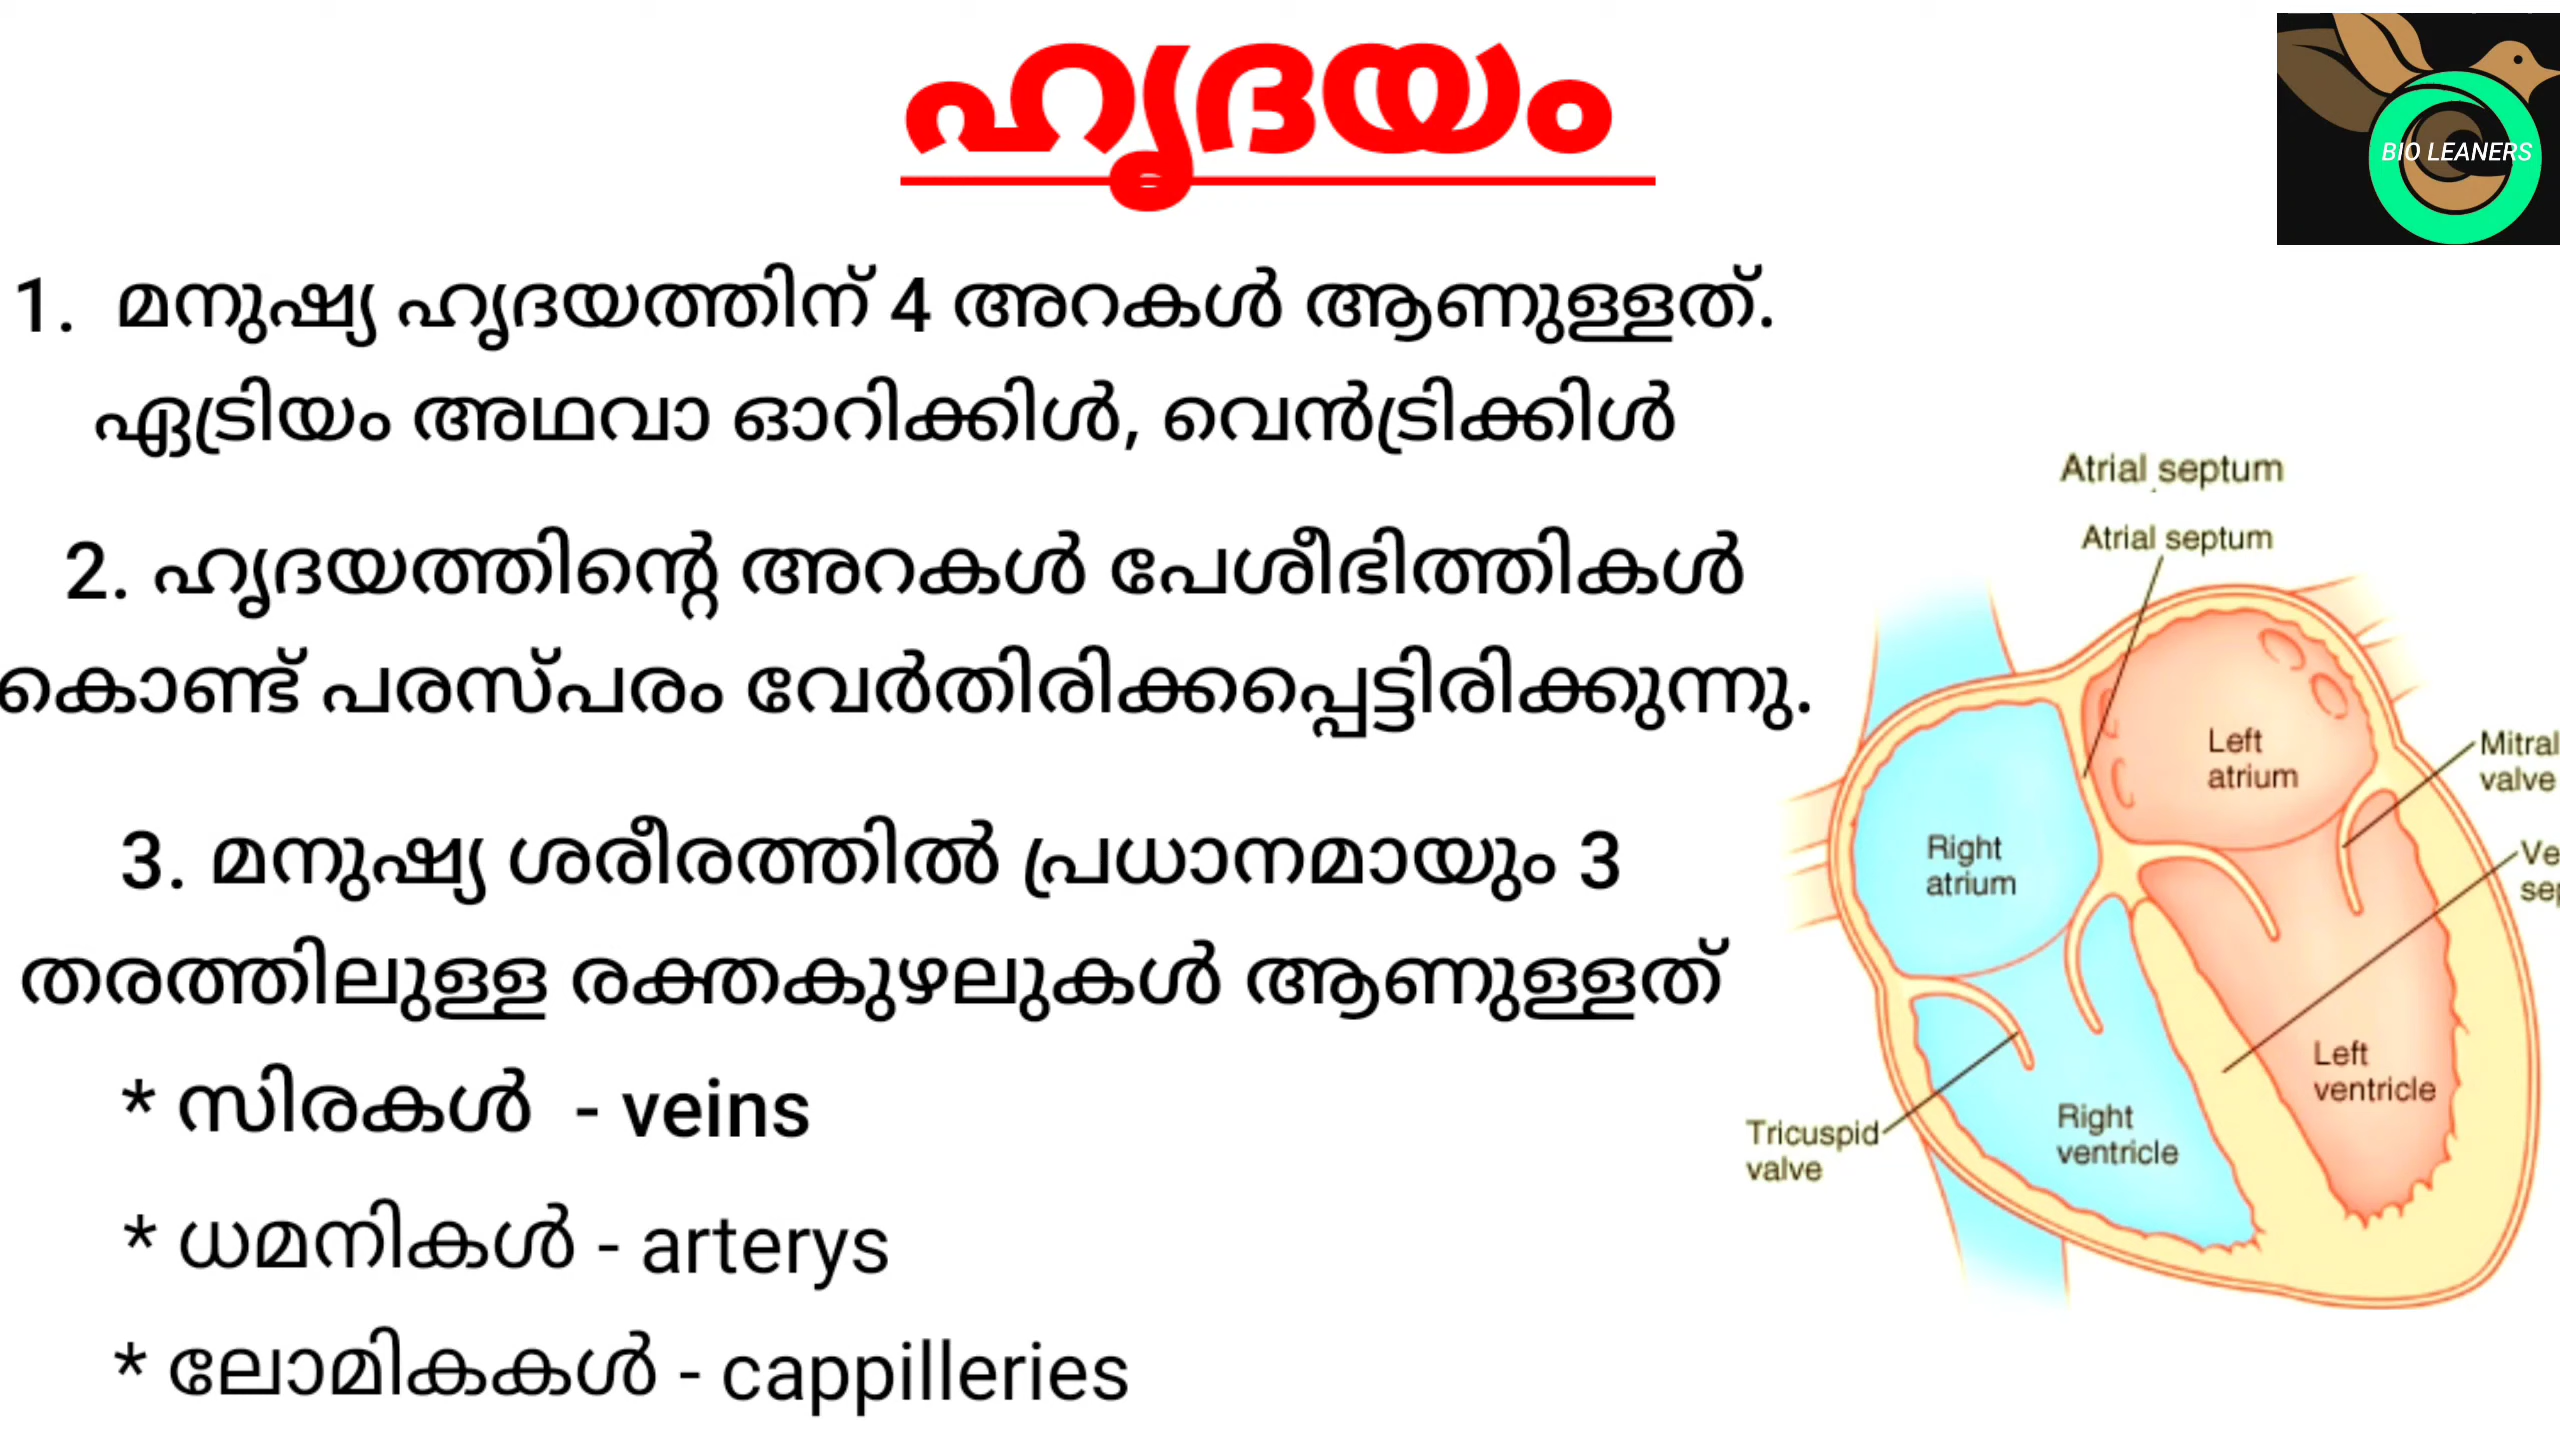 ഹൃദയം
BIO LEANERS
1. മനുഷ്യ ഹൃദയത്തിന് 4 അറകൾ ആണുള്ളത്.
ഏട്രിയം അഥവാ ഓറിക്കിൾ, വെൻട്രിക്കിൾ
2. ഹൃദയത്തിന്റെ അറകൾ പേശീഭിത്തികൾ
കൊണ്ട് പരസ്പരം വേർതിരിക്കപ്പെട്ടിരിക്കുന്നു.
3. മനുഷ്യ ശരീരത്തിൽ പ്രധാനമായും 3
തരത്തിലുള്ള രക്തകുഴലുകൾ ആണുള്ളത്
* സിരകൾ - veins
* ധമനികൾ - arterys
* ലോമികകൾ - cappilleries
Atrial septum
Atrial septum
Left
atrium
Mitral
valve
Right
atrium
Left
ventricle
Right
ventricle
Tricuspid
valve